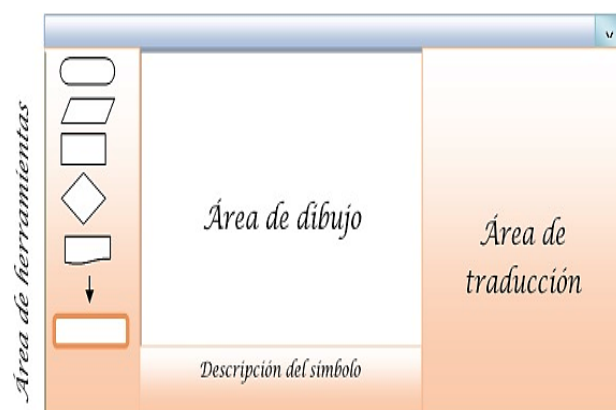 Área de herramientas
Área de dibujo
Área de
traducción
Descripción del símbolo